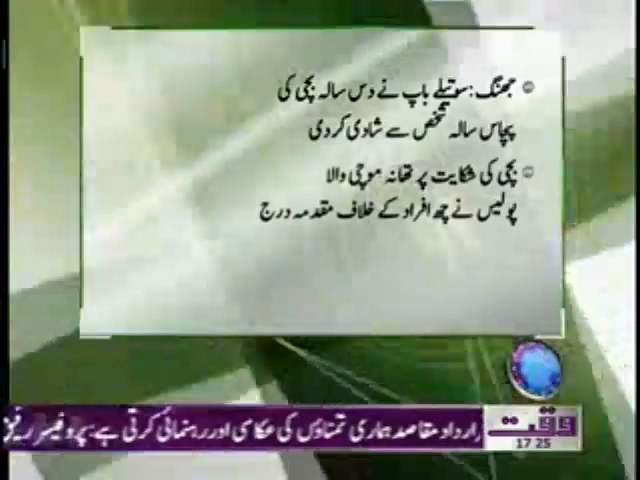 جھنگ: سوتیلے باپ نے دس سالہ بچی کی
پچاس سالہ شخص سے شادی کردی
بچی کی شکایت پر تھانہ موچی والا
پولیس نے چھ افراد کے خلاف مقدمہ درج
رارداد مقاصد ہماری تمناؤں کی عکاسی اور رہنمائی کرتی ہے: پروفیسر رفیق
وقت
17 25